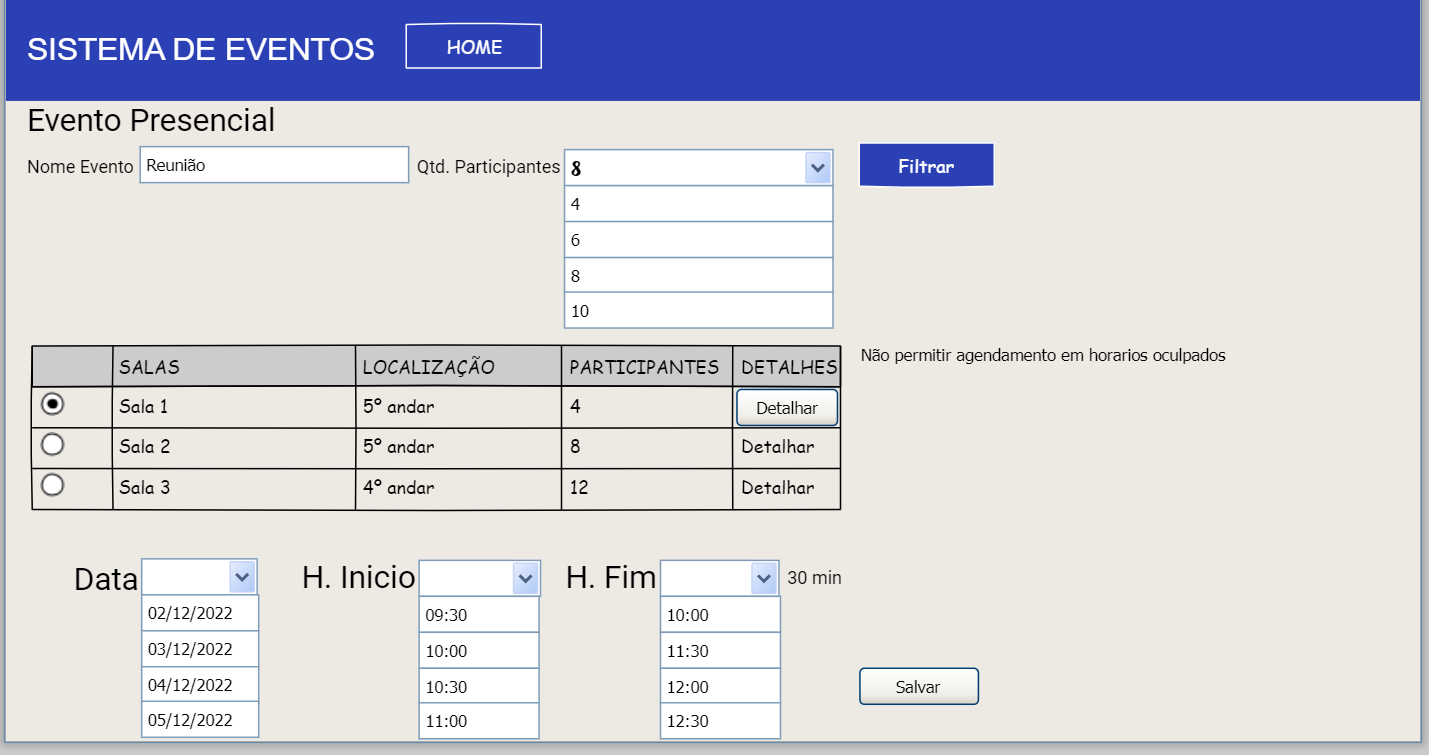 SISTEMA DE EVENTOS HOME
Evento Presencial
Nome Evento Reunião Qtd. Participantes 8 Filtrar
4
6
8
10
Não permitir agendamento em horarios oculpados
SALAS LOCALIZAÇÃO PARTICIPANTES DETALHES
Sala 1 5º andar 4 Detalhar
Sala 2 5º andar 8 Detalhar
Sala 3 4º andar 12 Detalhar
Data H. Inicio H. Fim 30 min
02/12/2022 09:30 10:00
03/12/2022 10:00 11:30
04/12/2022 10:30 12:00
Salvar
05/12/2022 11:00 12:30